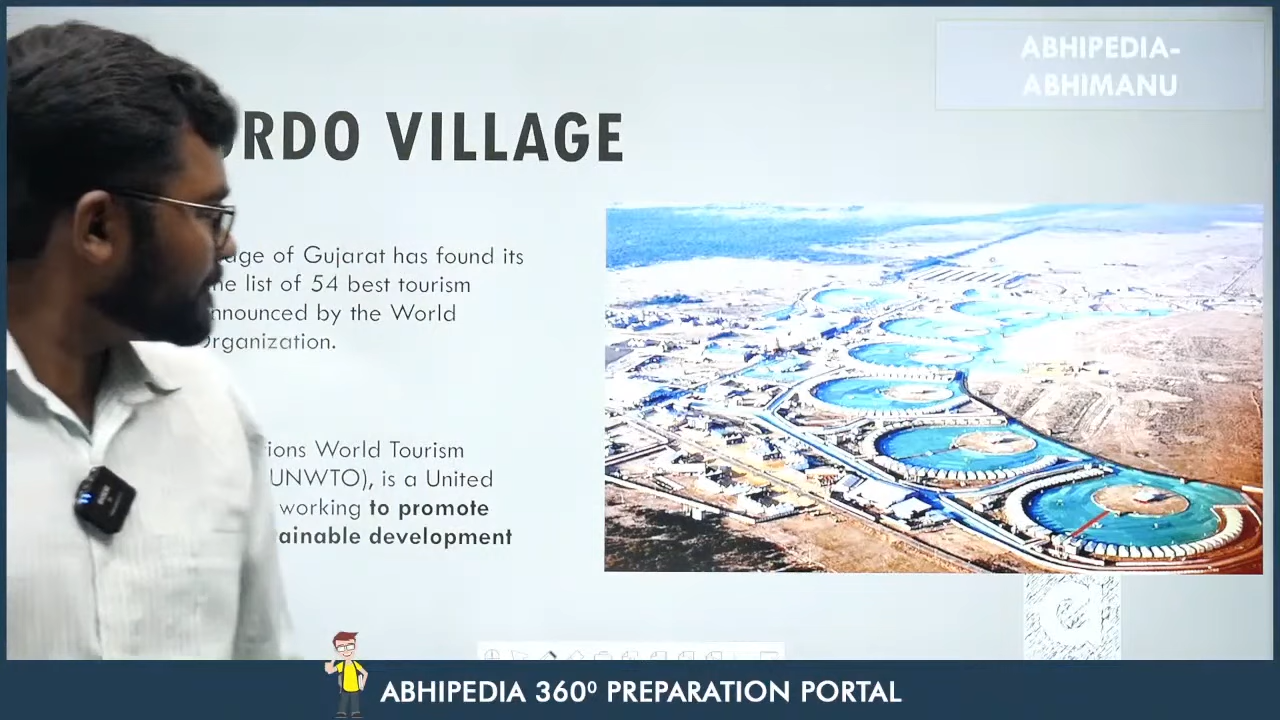 ABHIPEDIA-
ABHIMANU
RDO VILLAGE
age of Gujarat has found its
he list of 54 best tourism
nnounced by the World
Organization.
ions World Tourism
UNWTO), is a United
working to promote
ainable development
ABHIPEDIA 360⁰ PREPARATION PORTAL